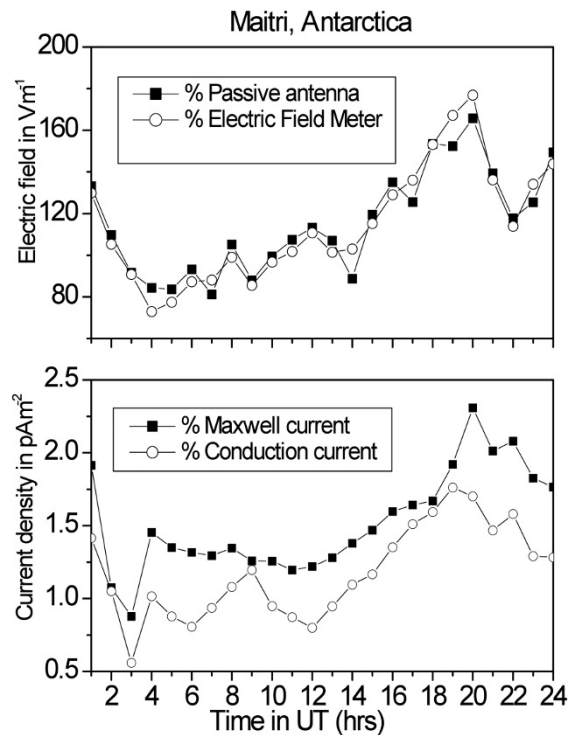 Maitri, Antarctica
200
160
120
80
Electric field in Vm⁻¹
% Passive antenna
% Electric Field Meter
2.5
2.0
1.5
1.0
0.5
Current density in pAm⁻²
% Maxwell current
% Conduction current
2 4 6 8 10 12 14 16 18 20 22 24
Time in UT (hrs)